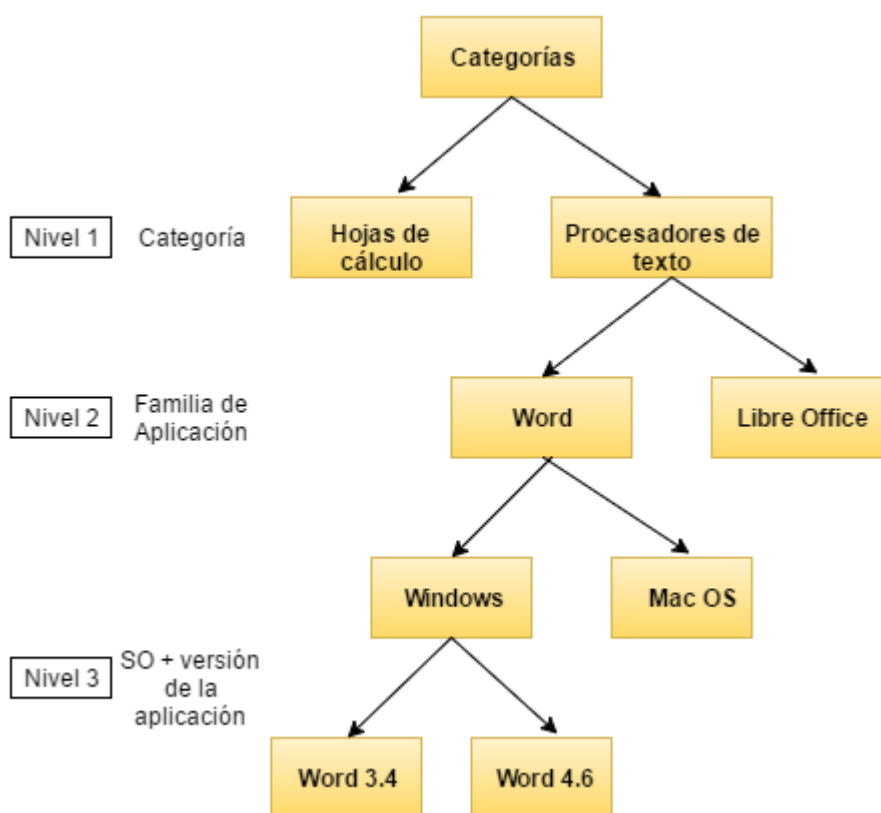 Categorías
Nivel 1
Categoría
Hojas de
cálculo
Procesadores de
texto
Nivel 2
Familia de
Aplicación
Word
Libre Office
Windows
Mac OS
Nivel 3
SO + versión
de la
aplicación
Word 3.4
Word 4.6